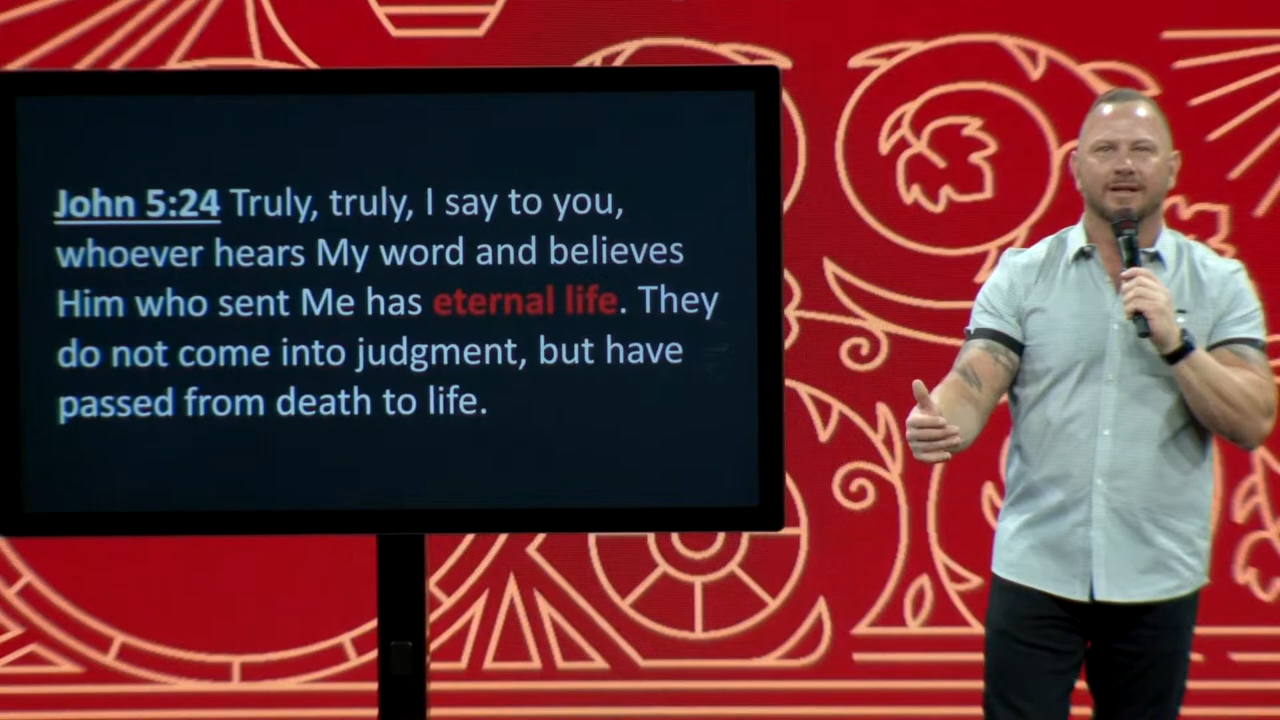 John 5:24 Truly, truly, I say to you,
whoever hears My word and believes
Him who sent Me has eternal life. They
do not come into judgment, but have
passed from death to life.